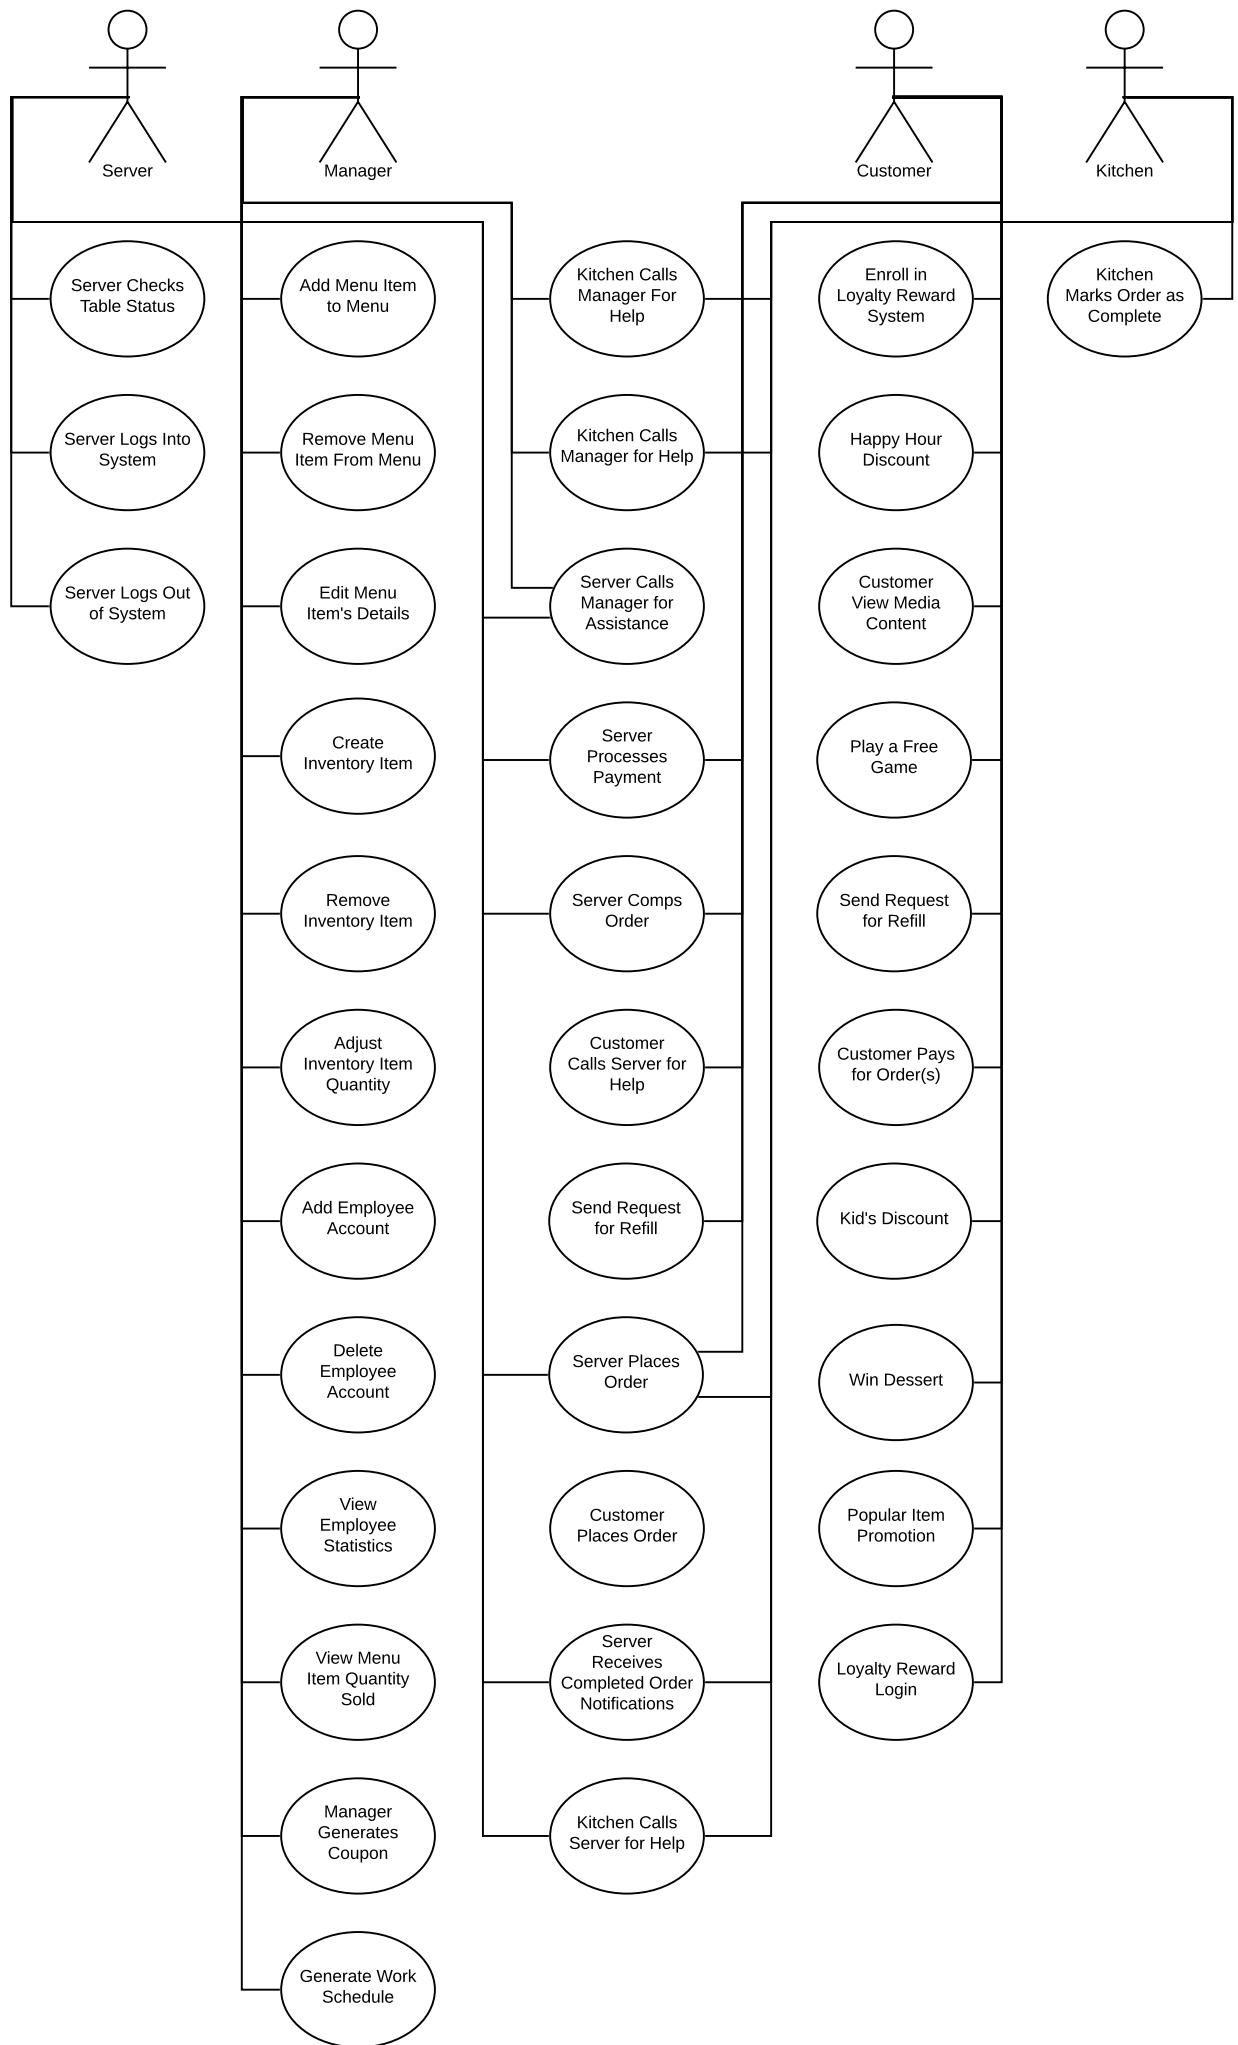 Server
Manager
Customer
Kitchen
Server Checks
Table Status
Server Logs Into
System
Server Logs Out
of System
Add Menu Item
to Menu
Remove Menu
Item From Menu
Edit Menu
Item's Details
Create
Inventory Item
Remove
Inventory Item
Adjust
Inventory Item
Quantity
Add Employee
Account
Delete
Employee
Account
View
Employee
Statistics
View Menu
Item Quantity
Sold
Manager
Generates
Coupon
Generate Work
Schedule
Kitchen Calls
Manager For
Help
Kitchen Calls
Manager for Help
Server Calls
Manager for
Assistance
Server
Processes
Payment
Server Comps
Order
Customer
Calls Server for
Help
Send Request
for Refill
Server Places
Order
Customer
Places Order
Server
Receives
Completed Order
Notifications
Kitchen Calls
Server for Help
Enroll in
Loyalty Reward
System
Happy Hour
Discount
Customer
View Media
Content
Play a Free
Game
Send Request
for Refill
Customer Pays
for Order(s)
Kid's Discount
Win Dessert
Popular Item
Promotion
Loyalty Reward
Login
Kitchen
Marks Order as
Complete